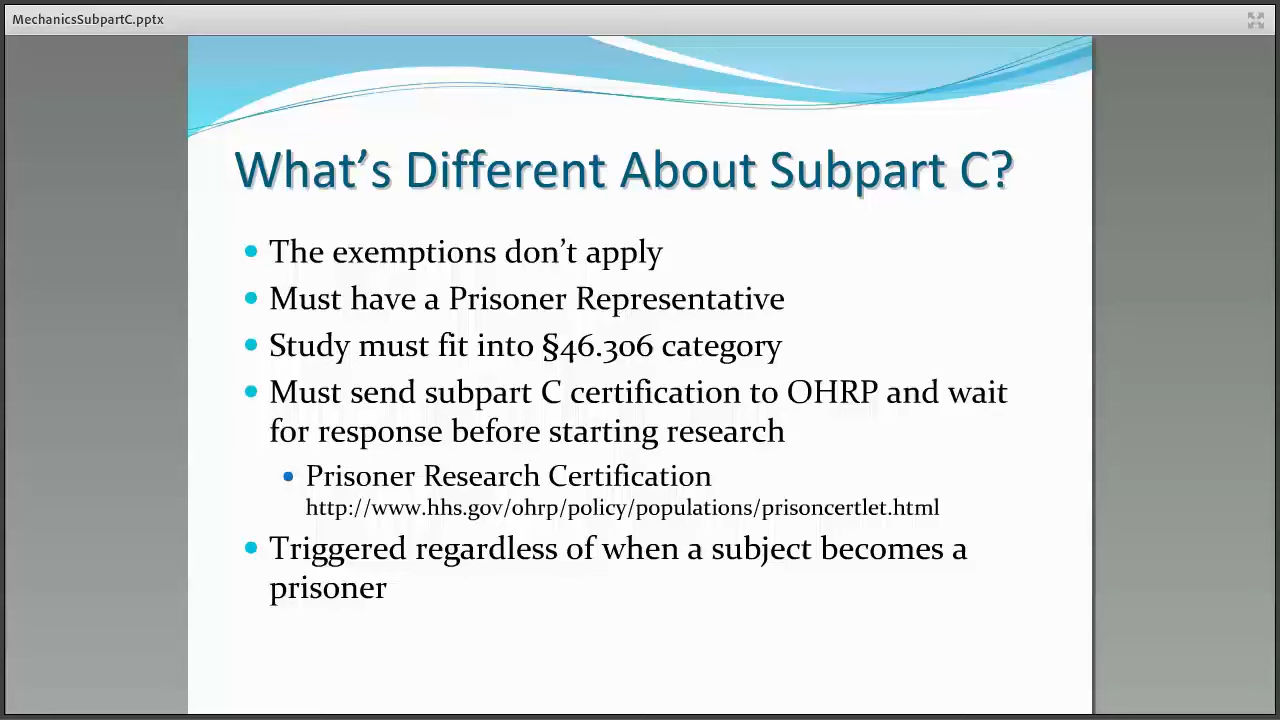 MechanicsSubpartC.pptx
What's Different About Subpart C?
• The exemptions don't apply
• Must have a Prisoner Representative
• Study must fit into §46.306 category
• Must send subpart C certification to OHRP and wait
for response before starting research
• Prisoner Research Certification
http://www.hhs.gov/ohrp/policy/populations/prisoncertlet.html
• Triggered regardless of when a subject becomes a
prisoner